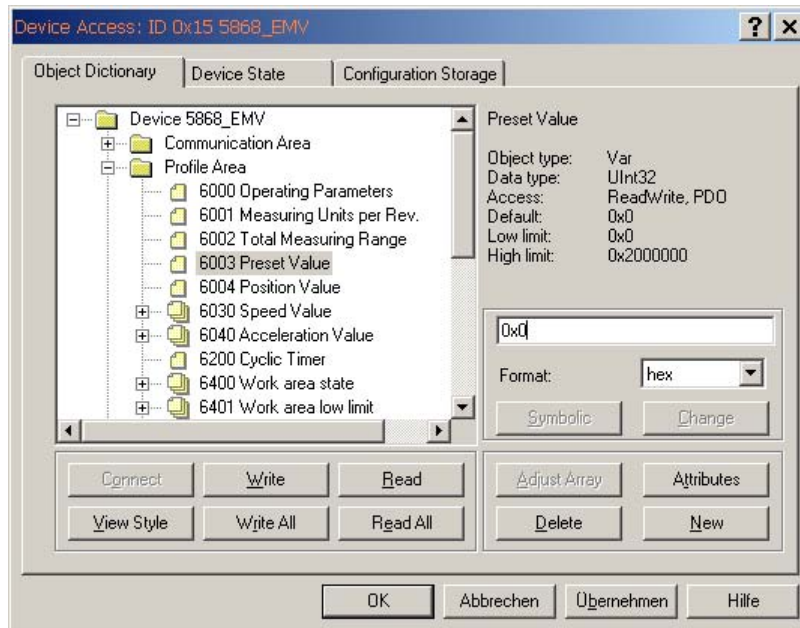 Device Access: ID 0x15 5868_EMV
Object Dictionary
Device State
Configuration Storage
Device 5868_EMV
Communication Area
Profile Area
6000 Operating Parameters
6001 Measuring Units per Rev.
6002 Total Measuring Range
6003 Preset Value
6004 Position Value
6030 Speed Value
6040 Acceleration Value
6200 Cyclic Timer
6400 Work area state
6401 Work area low limit
Preset Value
Object type: Var
Data type: UInt32
Access: ReadWrite, PDO
Default: 0x0
Low limit: 0x0
High limit: 0x2000000
0x0
Format: hex
Symbolic Change
Connect Write Read
View Style Write All Read All
Adjust Array Attributes
Delete New
OK Abbrechen Übernehmen Hilfe